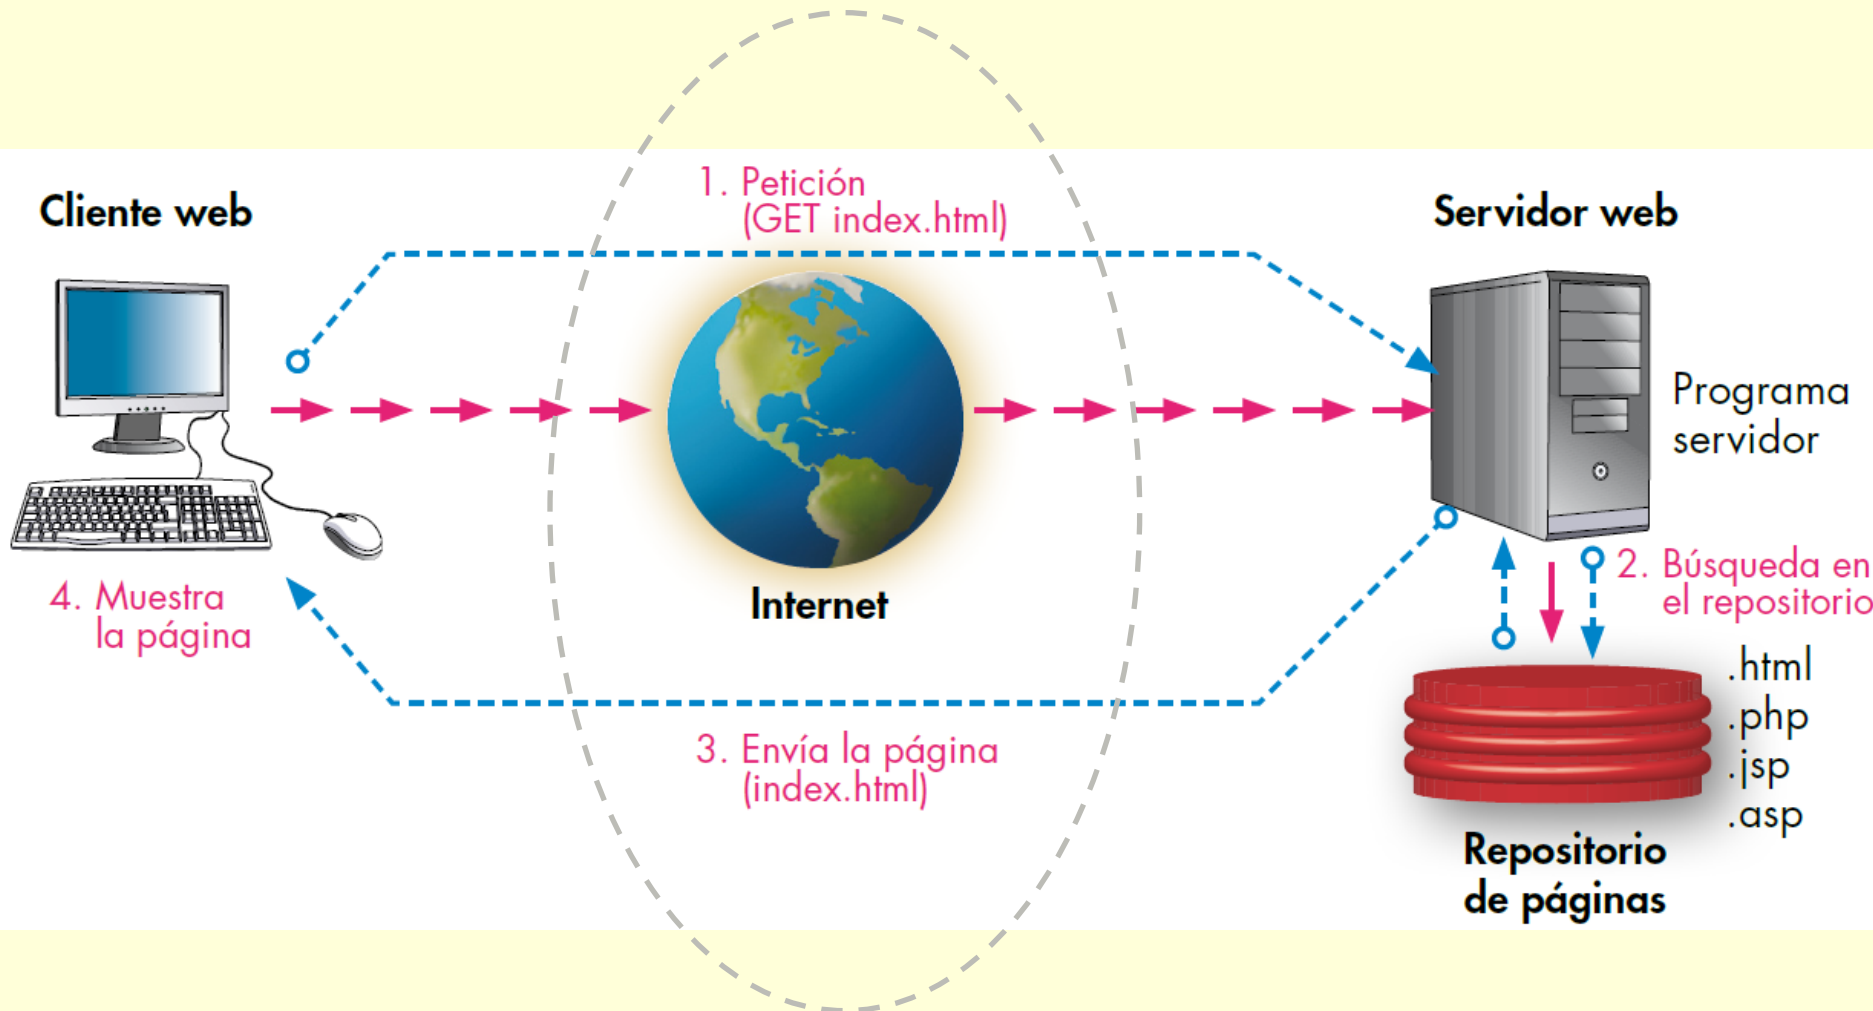 Cliente web
1. Petición
(GET index.html)
Servidor web
Programa
servidor
Internet
4. Muestra
la página
2. Búsqueda en
el repositorio
3. Envía la página
(index.html)
.html
.php
.jsp
.asp
Repositorio
de páginas